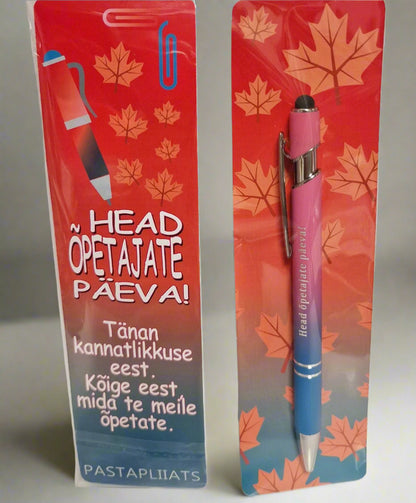 HEAD
ÕPETAJATE
PÄEVA!
Tänan
kannatlikkuse
eest.
Kõige eest
mida te meile
õpetate.
PASTAPLIIATS
Head õpetajate päeva!